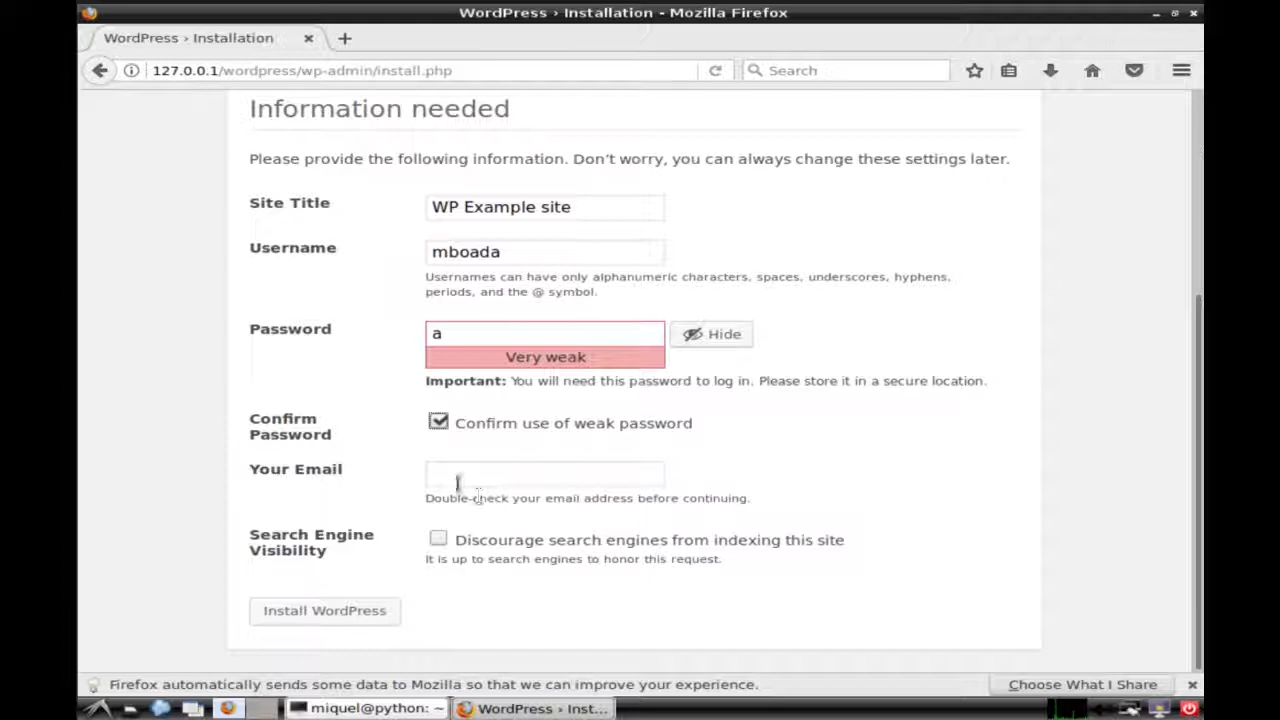 WordPress › Installation - Mozilla Firefox
WordPress › Installation
127.0.0.1/wordpress/wp-admin/install.php
Search
Information needed
Please provide the following information. Don’t worry, you can always change these settings later.
Site Title
WP Example site
Username
mboada
Usernames can have only alphanumeric characters, spaces, underscores, hyphens,
periods, and the @ symbol.
Password
a
Hide
Very weak
Important: You will need this password to log in. Please store it in a secure location.
Confirm
Password
Confirm use of weak password
Your Email
Double-check your email address before continuing.
Search Engine
Visibility
Discourage search engines from indexing this site
It is up to search engines to honor this request.
Install WordPress
Firefox automatically sends some data to Mozilla so that we can improve your experience.
Choose What I Share
miquel@python: ~
WordPress › Inst...